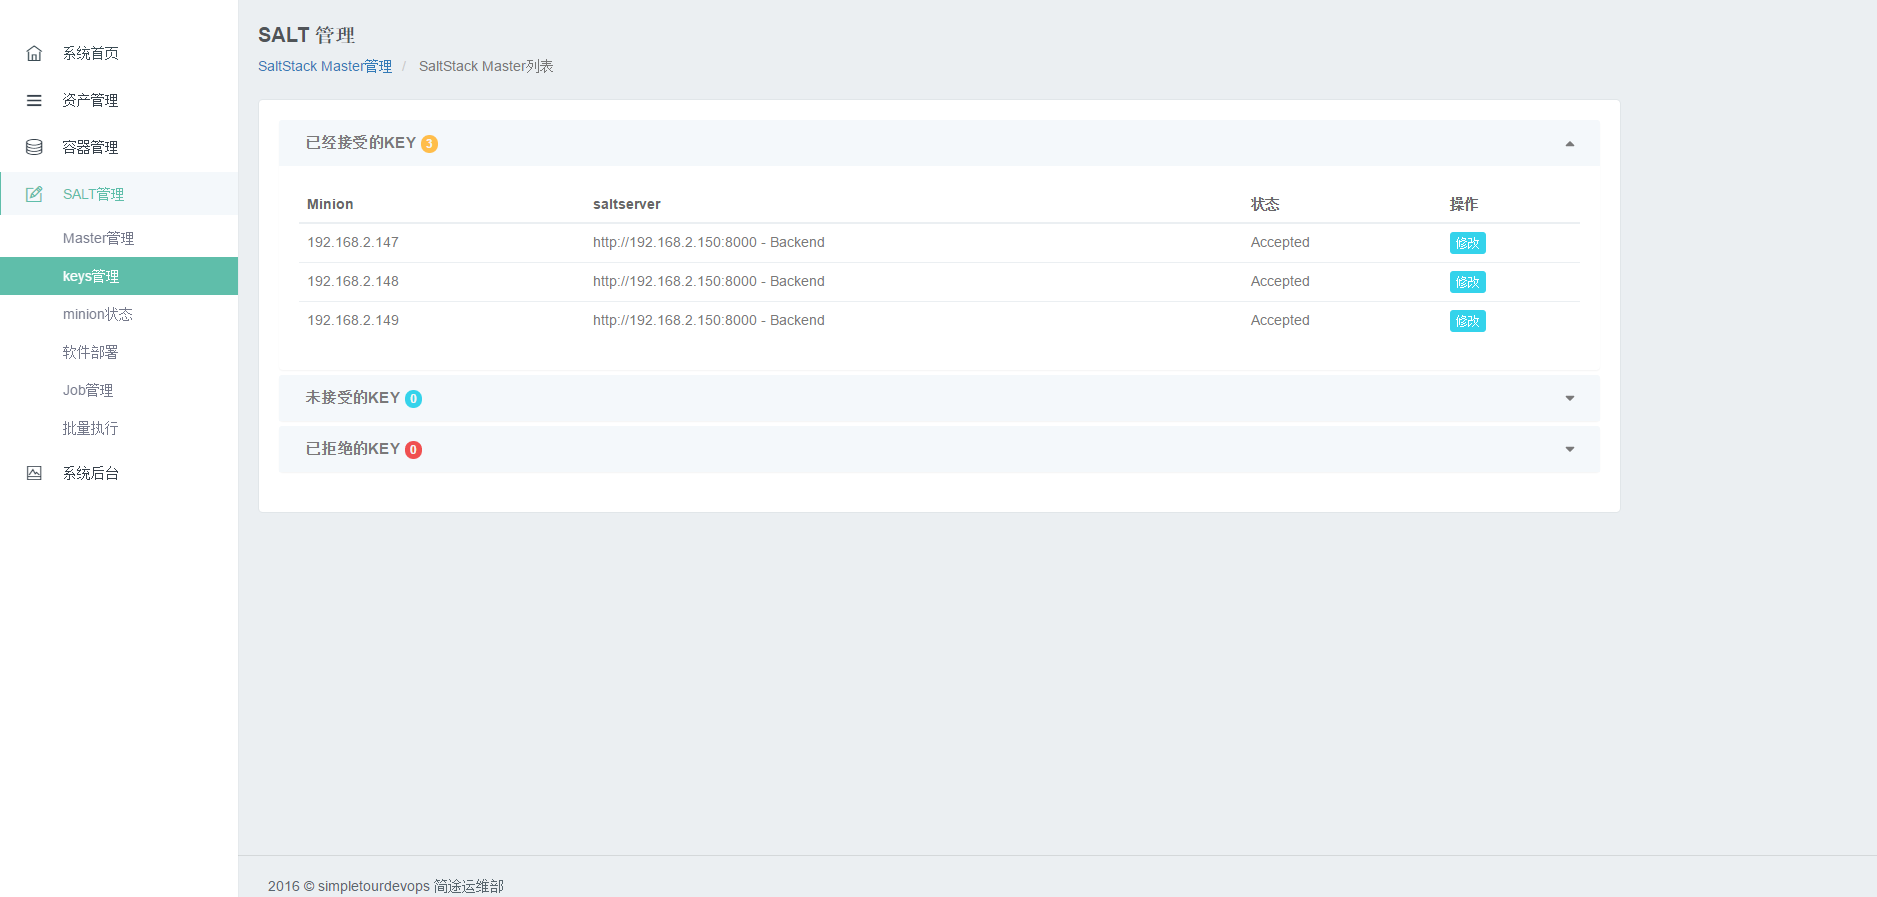 系统首页
资产管理
容器管理
SALT管理
Master管理
keys管理
minion状态
软件部署
Job管理
批量执行
系统后台
SALT 管理
SaltStack Master管理 / SaltStack Master列表
已经接受的KEY 3
Minion saltserver 状态 操作
192.168.2.147 http://192.168.2.150:8000 - Backend Accepted 修改
192.168.2.148 http://192.168.2.150:8000 - Backend Accepted 修改
192.168.2.149 http://192.168.2.150:8000 - Backend Accepted 修改
未接受的KEY 0
已拒绝的KEY 0
2016 © simpletourdevops 简途运维部